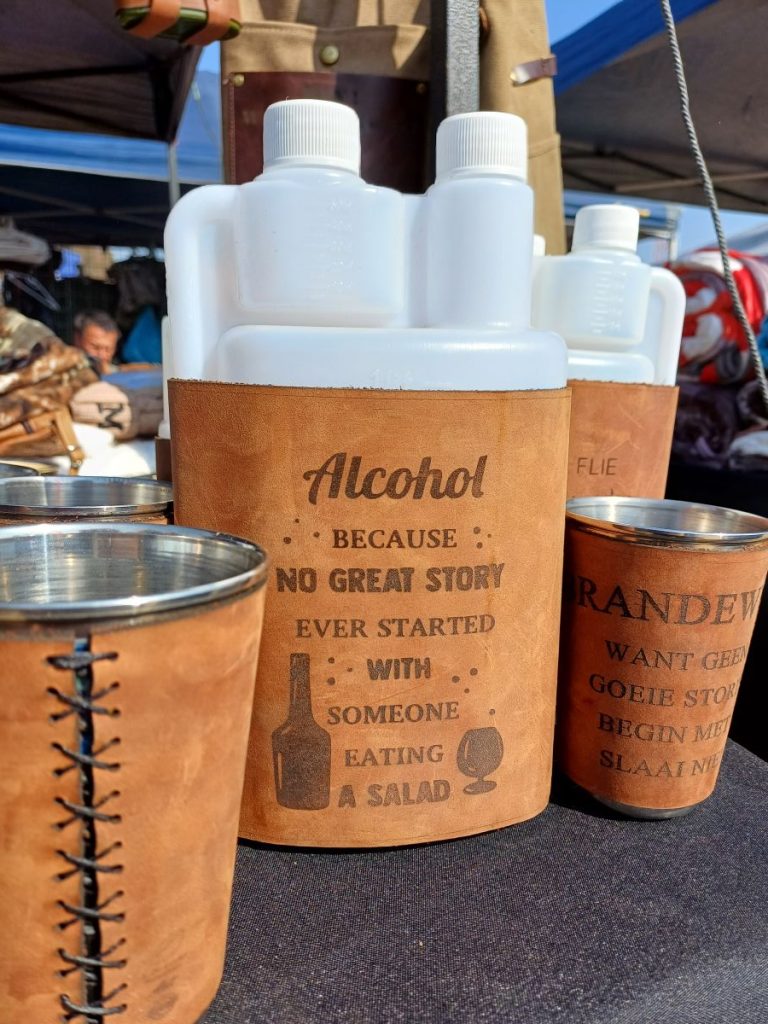 Alcohol
BECAUSE
NO GREAT STORY
EVER STARTED
WITH
SOMEONE
EATING
A SALAD
FLIE
RANDEW
WANT GEEN
GOEIE STOR
BEGIN MET
SLAAI NIE
M